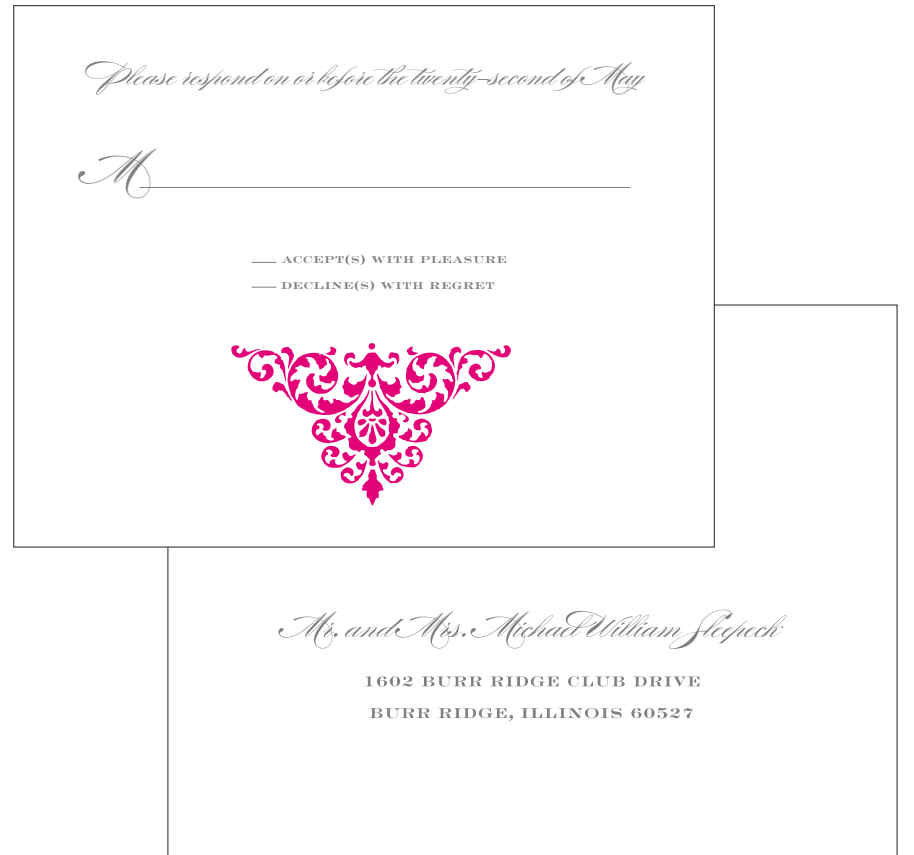 Please respond on or before the twenty-second of May
M
ACCEPT(S) WITH PLEASURE
DECLINE(S) WITH REGRET
Mr. and Mrs. Michael William Sleepeck
1602 BURR RIDGE CLUB DRIVE
BURR RIDGE, ILLINOIS 60527